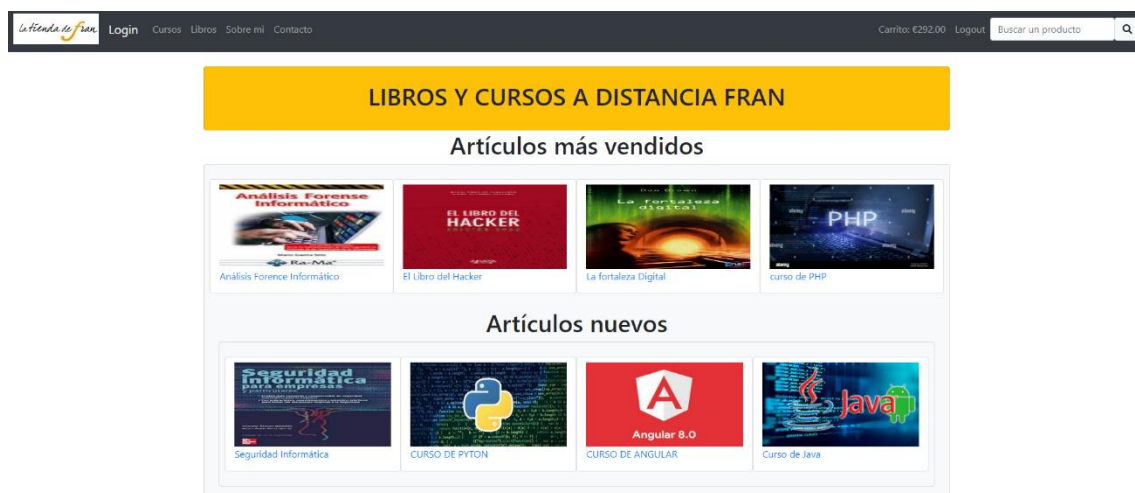 La tienda de fran
Login
Cursos
Libros
Sobre mi
Contacto
Carrito: €292.00
Logout
Buscar un producto
LIBROS Y CURSOS A DISTANCIA FRAN
Artículos más vendidos
Análisis Forense
Informático
Ra-Ma
Análisis Forence Informático
EL LIBRO DEL
HACKER
El Libro del Hacker
Dan Brown
La fortaleza
digital
La fortaleza Digital
PHP
curso de PHP
Artículos nuevos
Seguridad
informática
para empresas
y particulares
Seguridad Informática
CURSO DE PYTON
Angular 8.0
CURSO DE ANGULAR
Java
Curso de Java